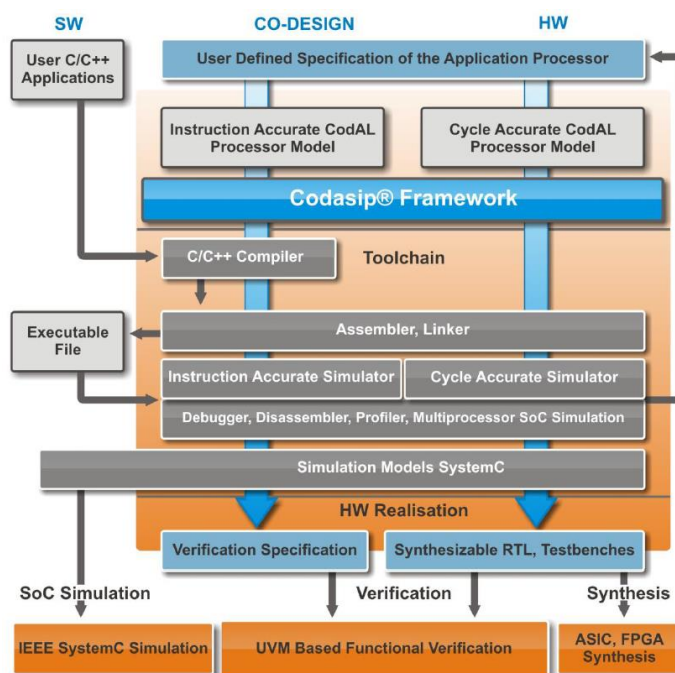 SW
CO-DESIGN
HW
User C/C++
Applications
User Defined Specification of the Application Processor
Instruction Accurate CodAL
Processor Model
Cycle Accurate CodAL
Processor Model
Codasip® Framework
C/C++ Compiler
Toolchain
Executable
File
Assembler, Linker
Instruction Accurate Simulator
Cycle Accurate Simulator
Debugger, Disassembler, Profiler, Multiprocessor SoC Simulation
Simulation Models SystemC
HW Realisation
Verification Specification
Synthesizable RTL, Testbenches
SoC Simulation
Verification
Synthesis
IEEE SystemC Simulation
UVM Based Functional Verification
ASIC, FPGA
Synthesis